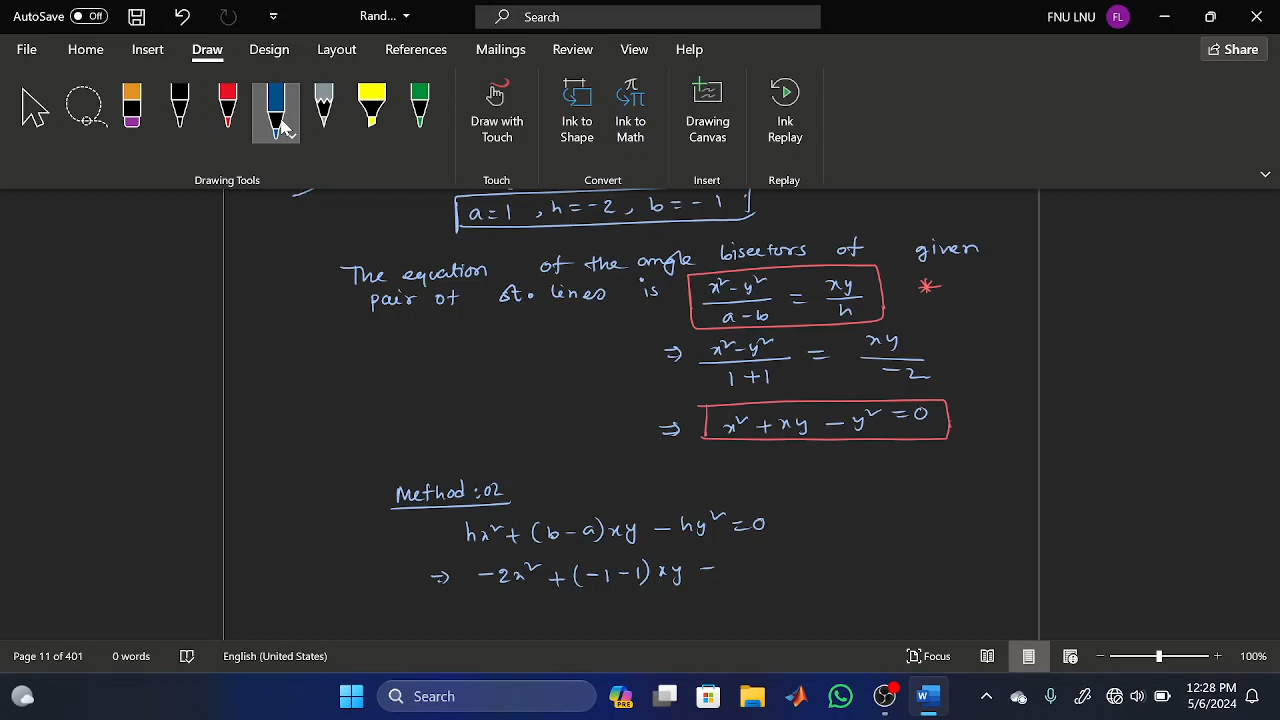 AutoSave Off Rand... Search FNU LNU FL
File Home Insert Draw Design Layout References Mailings Review View Help Share
Draw with Touch Ink to Shape Ink to Math Drawing Canvas Ink Replay
Drawing Tools Touch Convert Insert Replay
a=1, h=-2, b=-1
The equation of the angle bisectors of given
pair of st. lines is (x²-y²)/(a-b) = xy/h *
⇒ (x²-y²)/(1+1) = xy/-2
⇒ x²+xy-y²=0
Method:02
hx²+(b-a)xy-hy²=0
⇒ -2x²+(-1-1)xy-
Page 11 of 401 0 words English (United States) Focus 100%
Search PRE 12:28 PM
5/6/2024